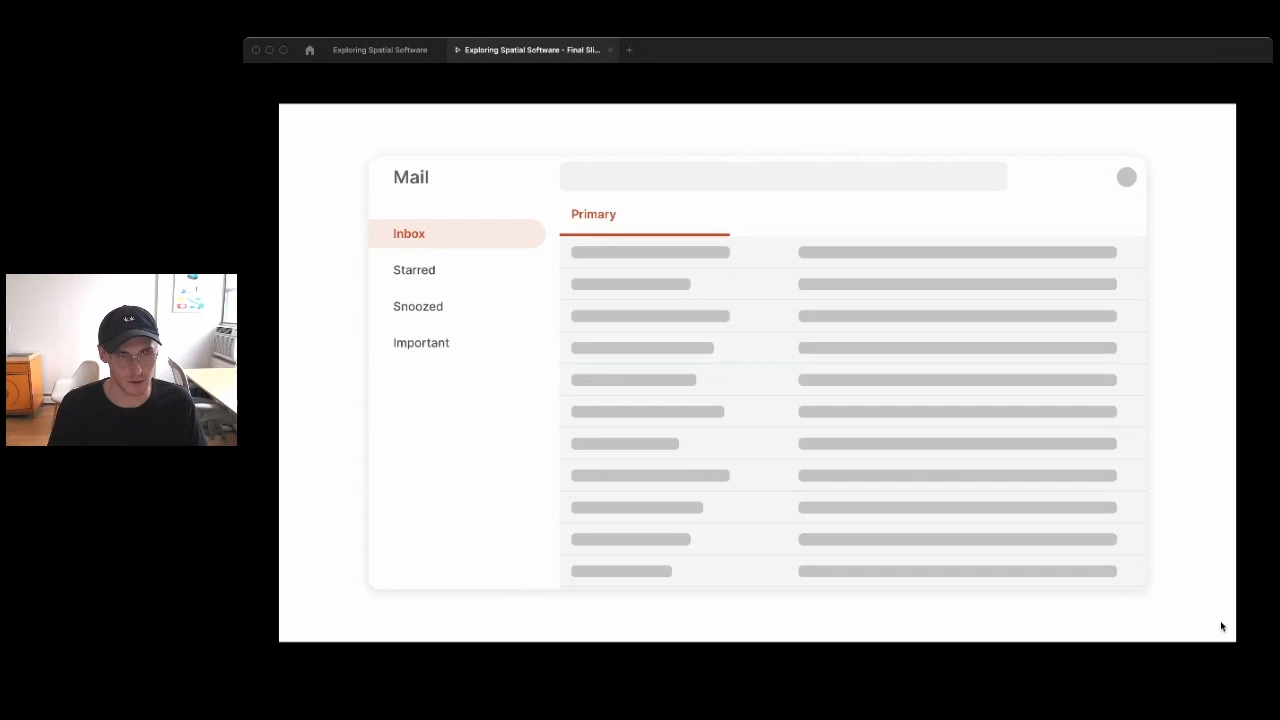 Exploring Spatial Software
Exploring Spatial Software - Final Sli...
Mail
Primary
Inbox
Starred
Snoozed
Important